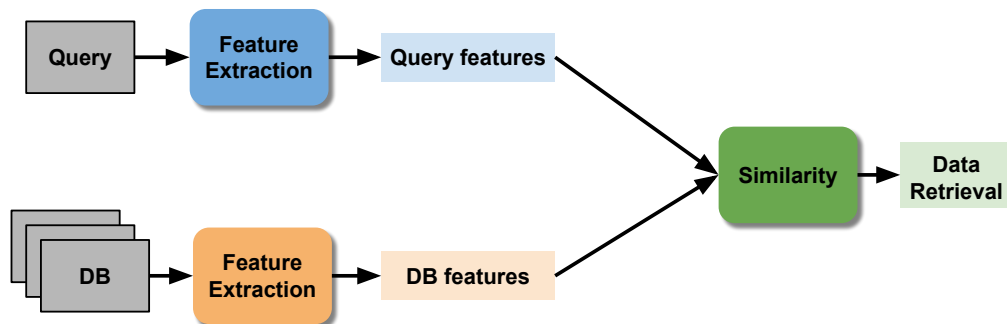 Query
Feature
Extraction
Query features
Similarity
Data
Retrieval
DB
Feature
Extraction
DB features